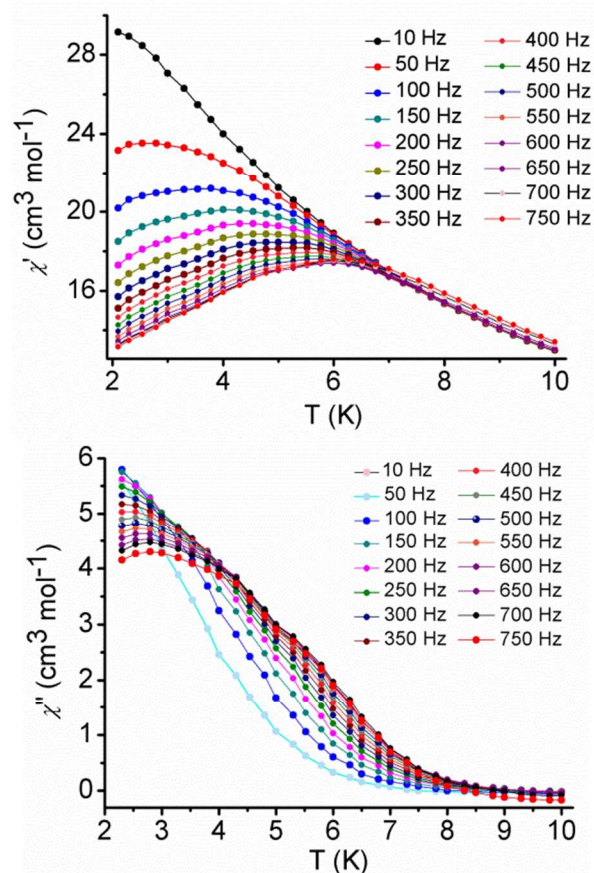 χ' (cm3 mol-1)
28
24
20
16
10 Hz 400 Hz
50 Hz 450 Hz
100 Hz 500 Hz
150 Hz 550 Hz
200 Hz 600 Hz
250 Hz 650 Hz
300 Hz 700 Hz
350 Hz 750 Hz
2 4 6 8 10
T (K)
χ'' (cm3 mol-1)
6
5
4
3
2
1
0
10 Hz 400 Hz
50 Hz 450 Hz
100 Hz 500 Hz
150 Hz 550 Hz
200 Hz 600 Hz
250 Hz 650 Hz
300 Hz 700 Hz
350 Hz 750 Hz
2 3 4 5 6 7 8 9 10
T (K)